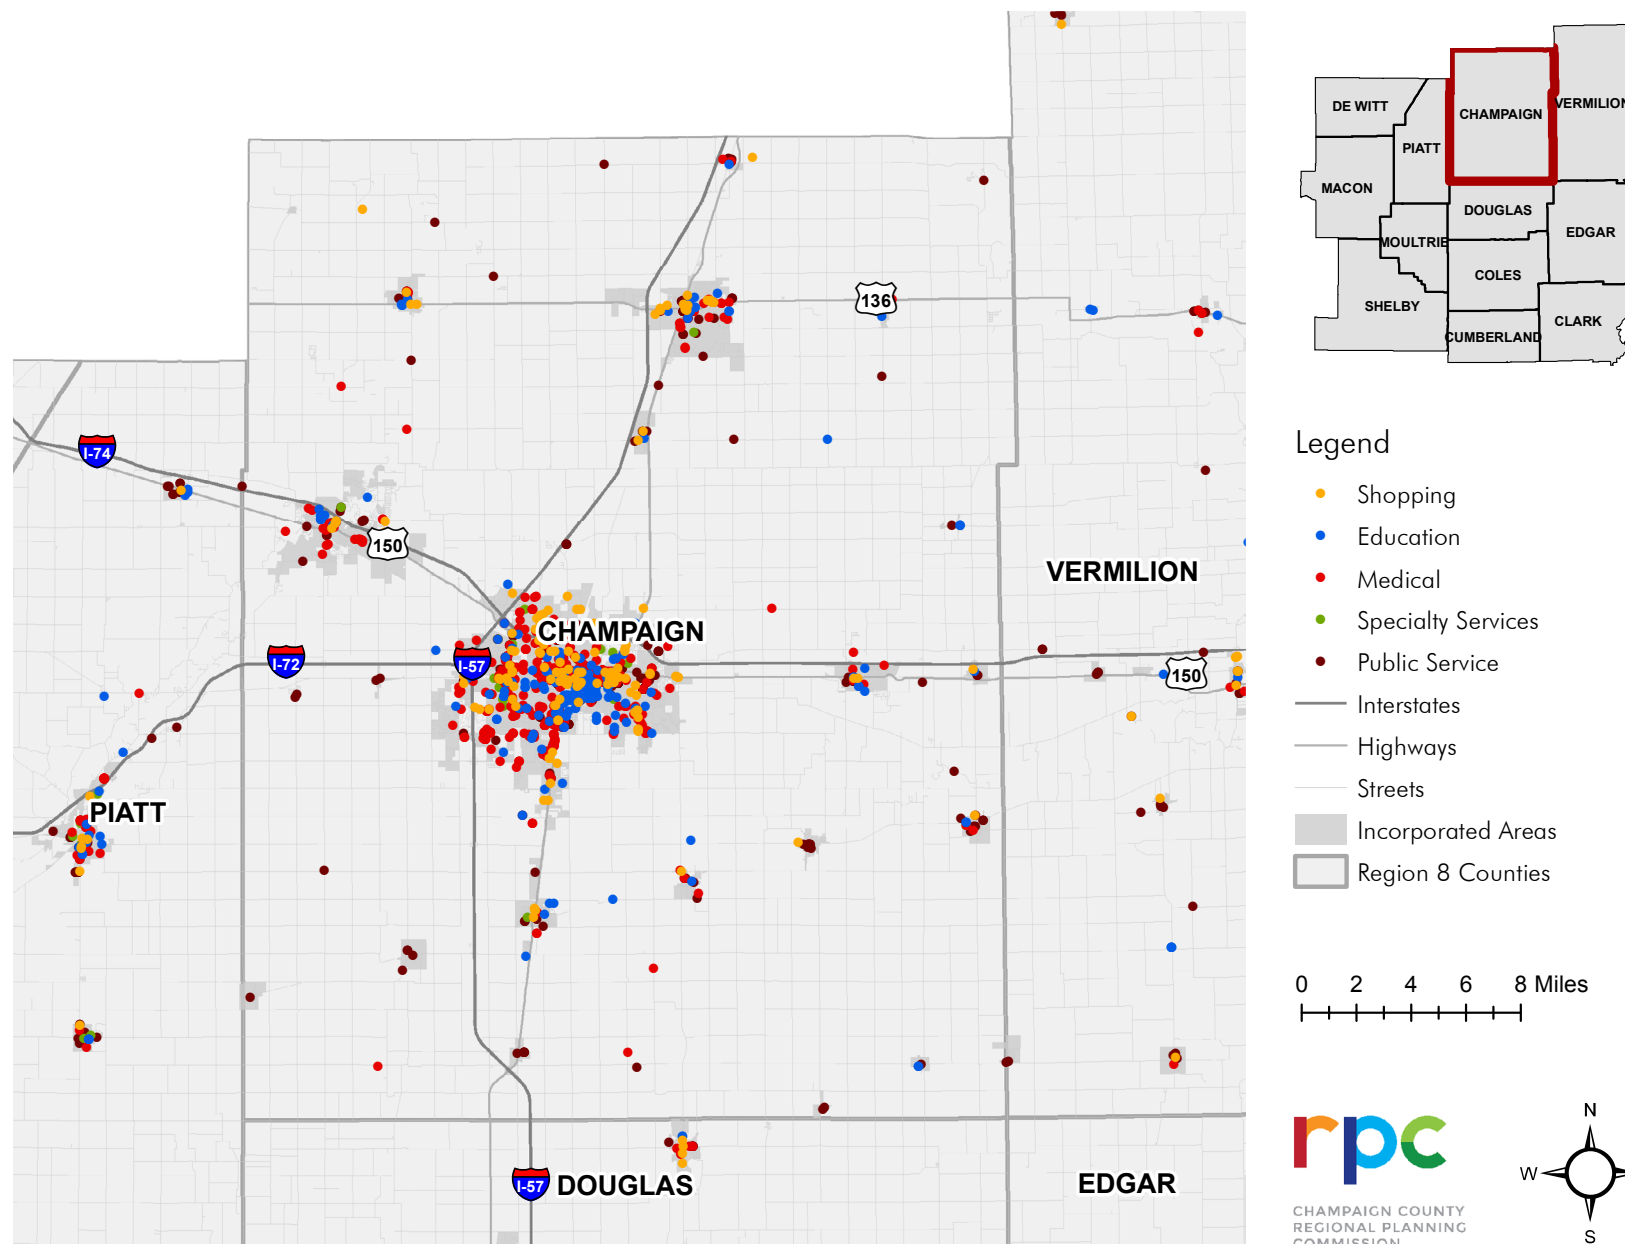 136
I-74
150
VERMILION
CHAMPAIGN
I-72
I-57
150
PIATT
I-57
DOUGLAS
EDGAR
DE WITT
CHAMPAIGN
VERMILION
PIATT
MACON
DOUGLAS
EDGAR
MOULTRIE
COLES
SHELBY
CLARK
CUMBERLAND
Legend
Shopping
Education
Medical
Specialty Services
Public Service
Interstates
Highways
Streets
Incorporated Areas
Region 8 Counties
0 2 4 6 8 Miles
rpc
CHAMPAIGN COUNTY
REGIONAL PLANNING
COMMISSION
N
W
S